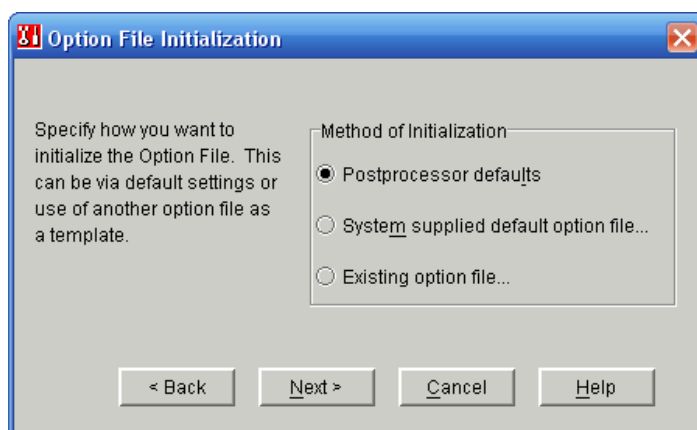 Option File Initialization
Specify how you want to
initialize the Option File. This
can be via default settings or
use of another option file as
a template.
Method of Initialization
Postprocessor defaults
System supplied default option file...
Existing option file...
< Back
Next >
Cancel
Help